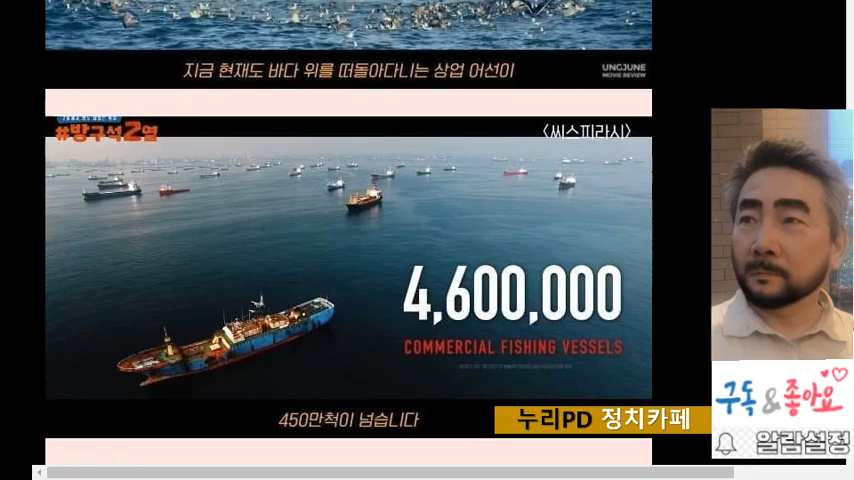 지금 현재도 바다 위를 떠돌아다니는 상업 어선이
UNGJUNE
MOVIE REVIEW
#방구석2열
〈씨스피라시〉
4,600,000
COMMERCIAL FISHING VESSELS
450만척이 넘습니다
누리PD 정치카페
구독&좋아요
알람설정